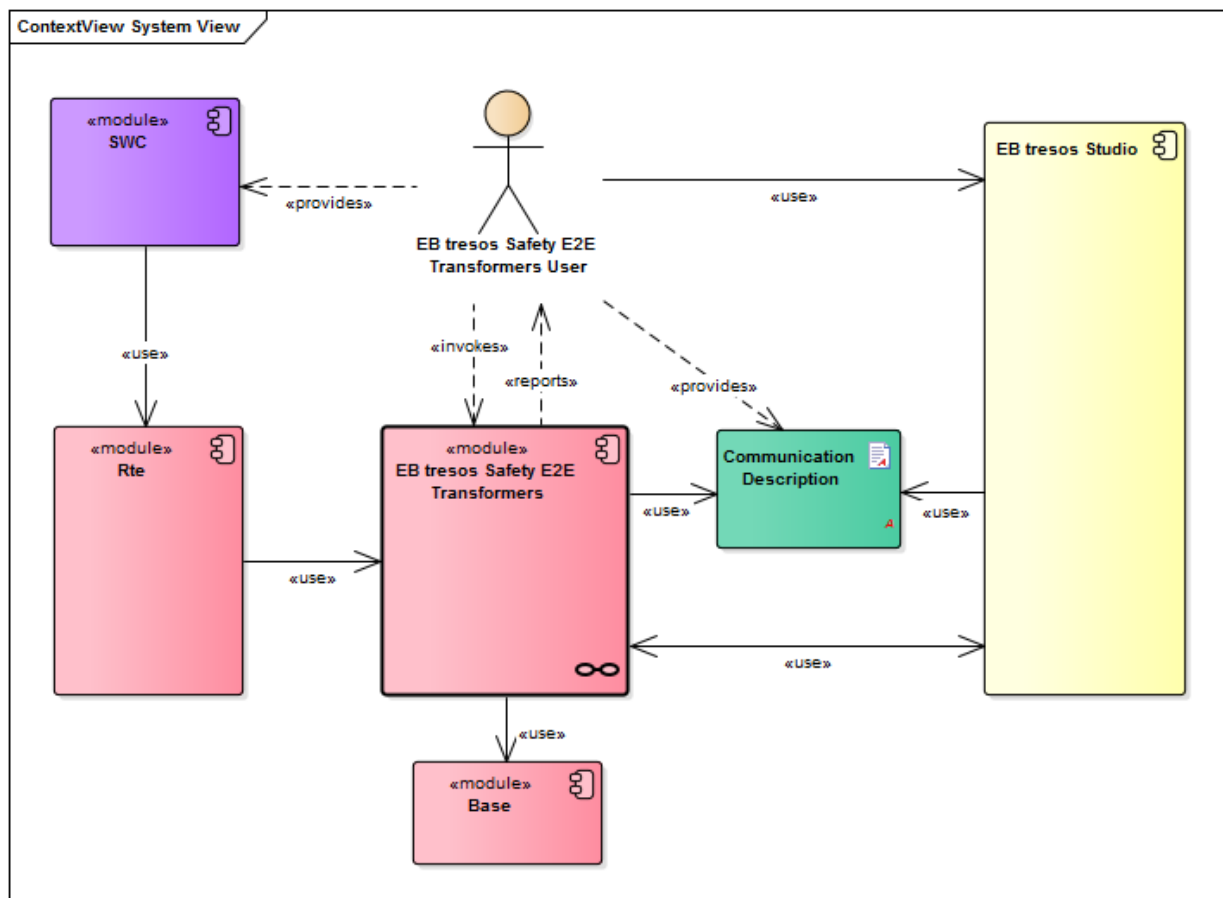 ContextView System View
«module»
SWC
EB tresos Studio
«provides»
«use»
EB tresos Safety E2E
Transformers User
«use»
«invokes»
«reports»
«provides»
«module»
Rte
«module»
EB tresos Safety E2E
Transformers
Communication
Description
«use»
«use»
A
«use»
«use»
«use»
«module»
Base